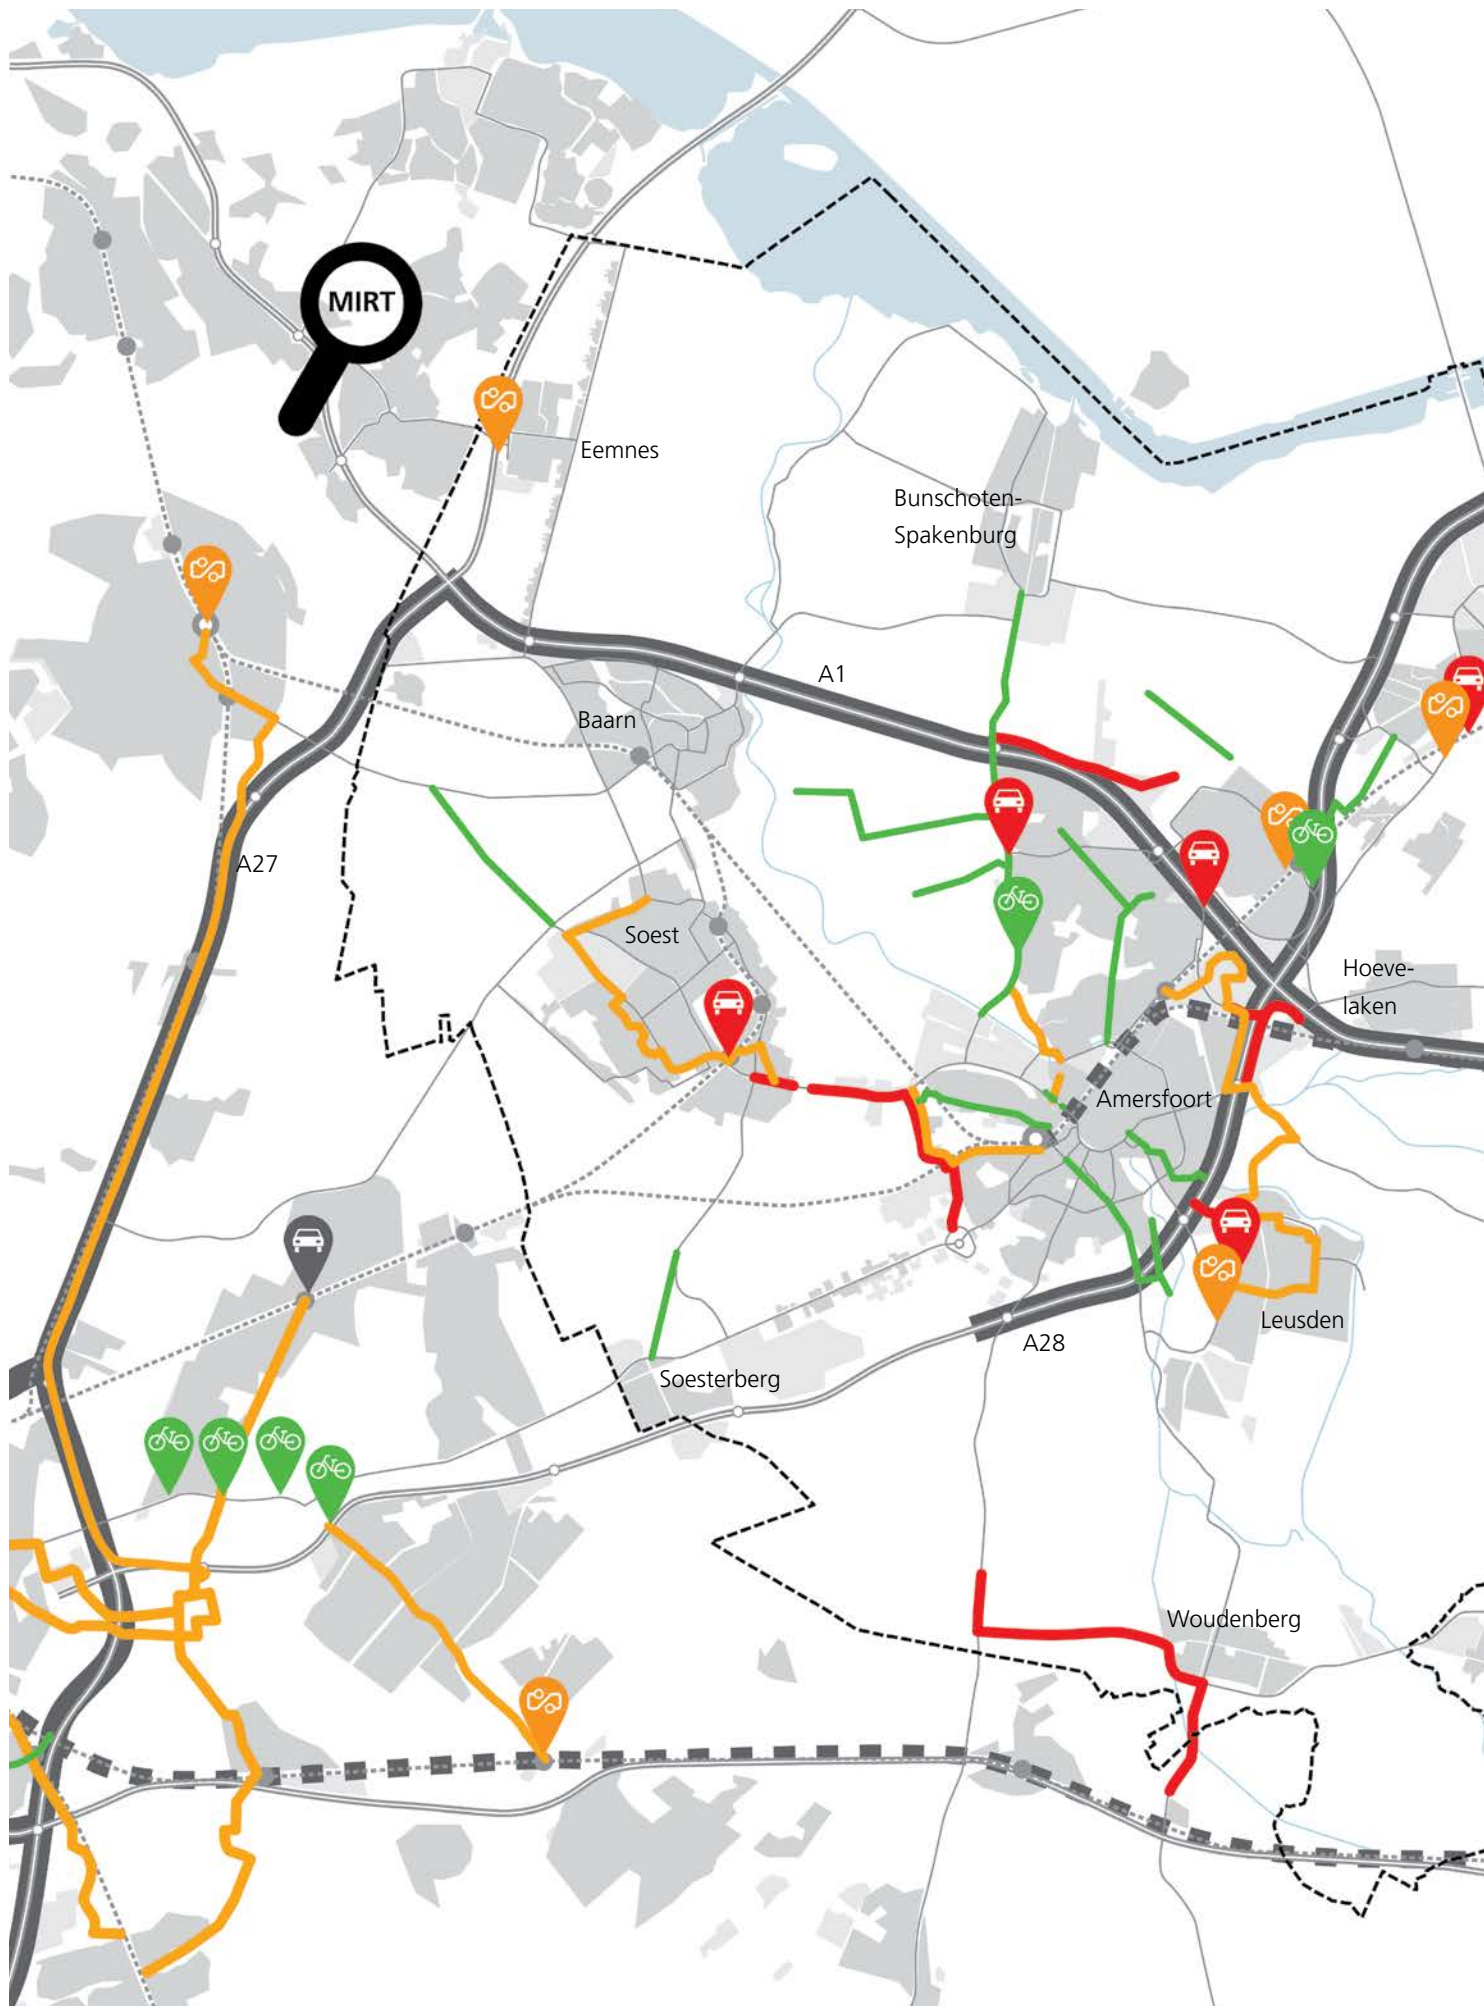 MIRT
Eemnes
Bunschoten-
Spakenburg
A1
Baarn
A27
Soest
Hoeve-
laken
Amersfoort
Leusden
A28
Soesterberg
Woudenberg